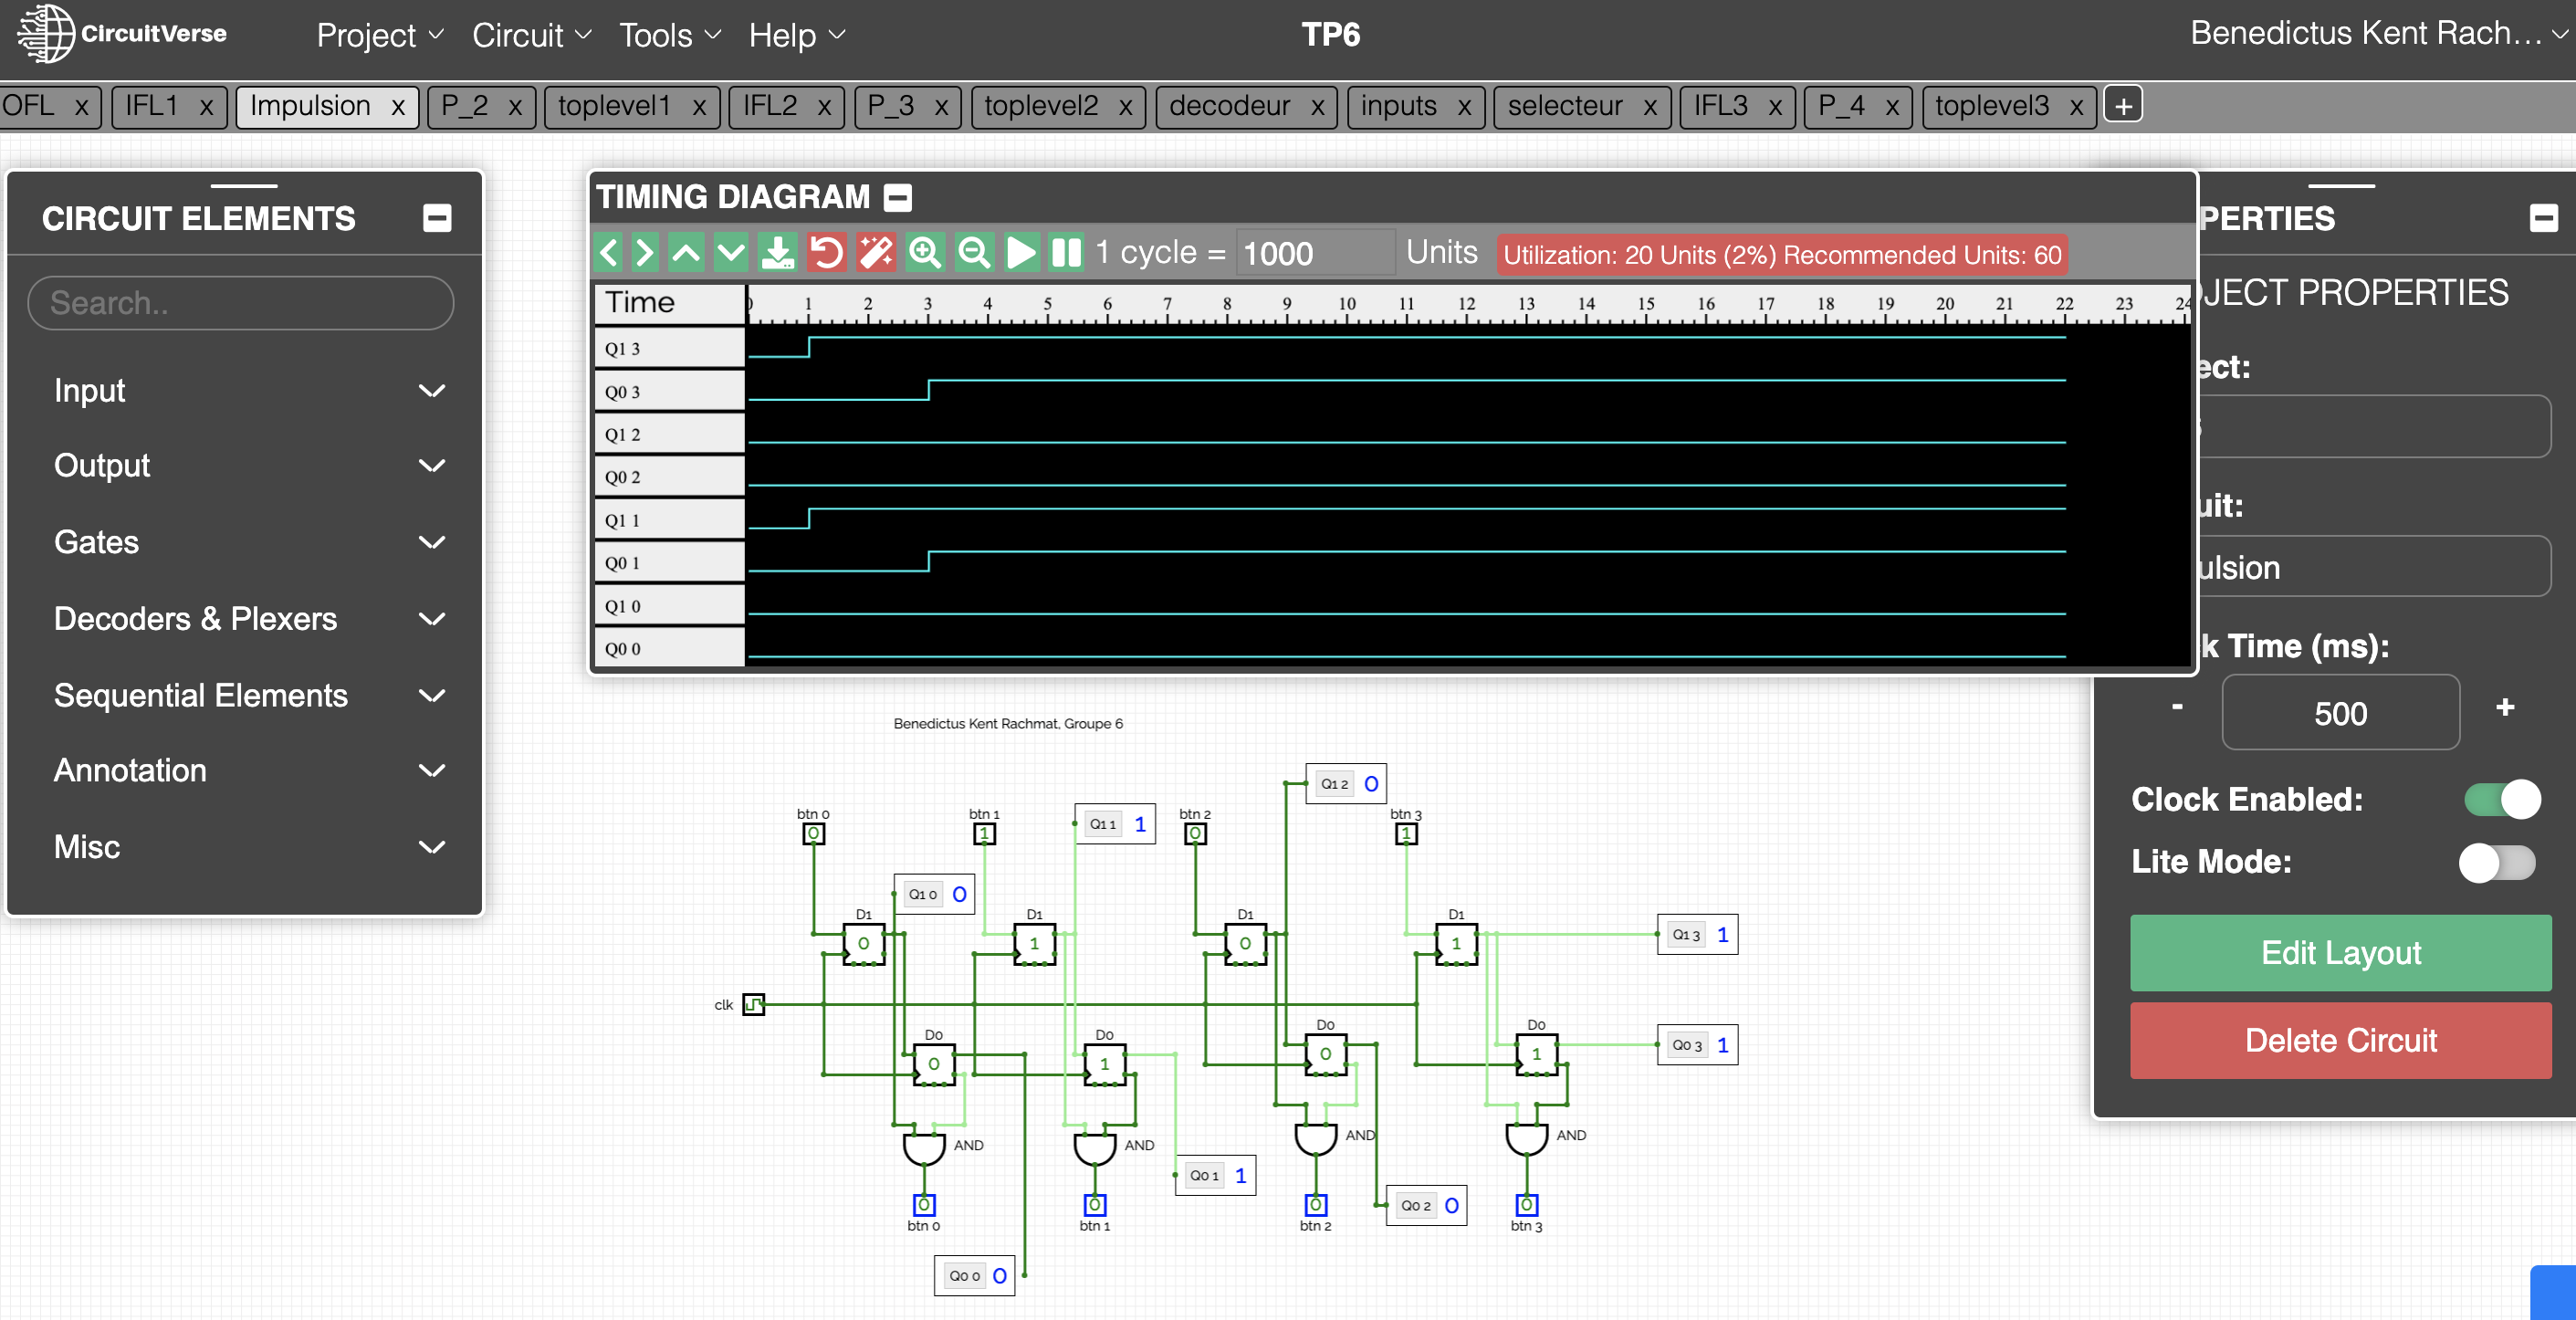 CircuitVerse Project Circuit Tools Help TP6 Benedictus Kent Rach...
OFL x IFL1 x Impulsion x P_2 x toplevel1 x IFL2 x P_3 x toplevel2 x decodeur x inputs x selecteur x IFL3 x P_4 x toplevel3 x +
CIRCUIT ELEMENTS
Search..
Input
Output
Gates
Decoders & Plexers
Sequential Elements
Annotation
Misc
TIMING DIAGRAM
1 cycle = 1000 Units Utilization: 20 Units (2%) Recommended Units: 60
Time 0 1 2 3 4 5 6 7 8 9 10 11 12 13 14 15 16 17 18 19 20 21 22 23 24
Q1 3
Q0 3
Q1 2
Q0 2
Q1 1
Q0 1
Q1 0
Q0 0
PERTIES
JECT PROPERTIES
ect:
uit:
ulsion
k Time (ms):
- 500 +
Clock Enabled:
Lite Mode:
Edit Layout
Delete Circuit
Benedictus Kent Rachmat, Groupe 6
Q1 2 0
btn 0 btn 1 btn 2 btn 3
0 1 0 1
Q1 1 1
Q1 0 0
D1 D1 D1 D1
0 1 0 1
Q1 3 1
clk
D0 D0 D0 D0
0 1 0 1
Q0 3 1
AND AND AND AND
Q0 1 1
0 0 0 0
Q0 2 0
btn 0 btn 1 btn 2 btn 3
Q0 0 0